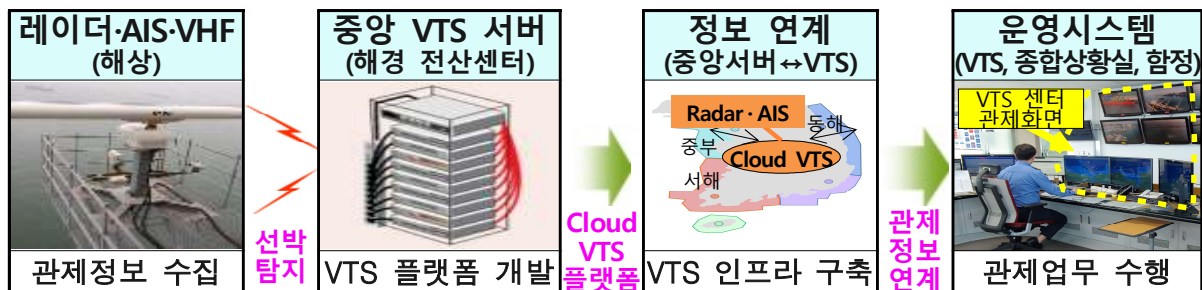 레이더·AIS·VHF
(해상)
관제정보 수집
선박
탐지
중앙 VTS 서버
(해경 전산센터)
VTS 플랫폼 개발
Cloud
VTS
플랫폼
정보 연계
(중앙서버↔VTS)
Radar · AIS
동해
중부
Cloud VTS
서해
VTS 인프라 구축
관제
정보
연계
운영시스템
(VTS, 종합상황실, 함정)
VTS 센터
관제화면
관제업무 수행